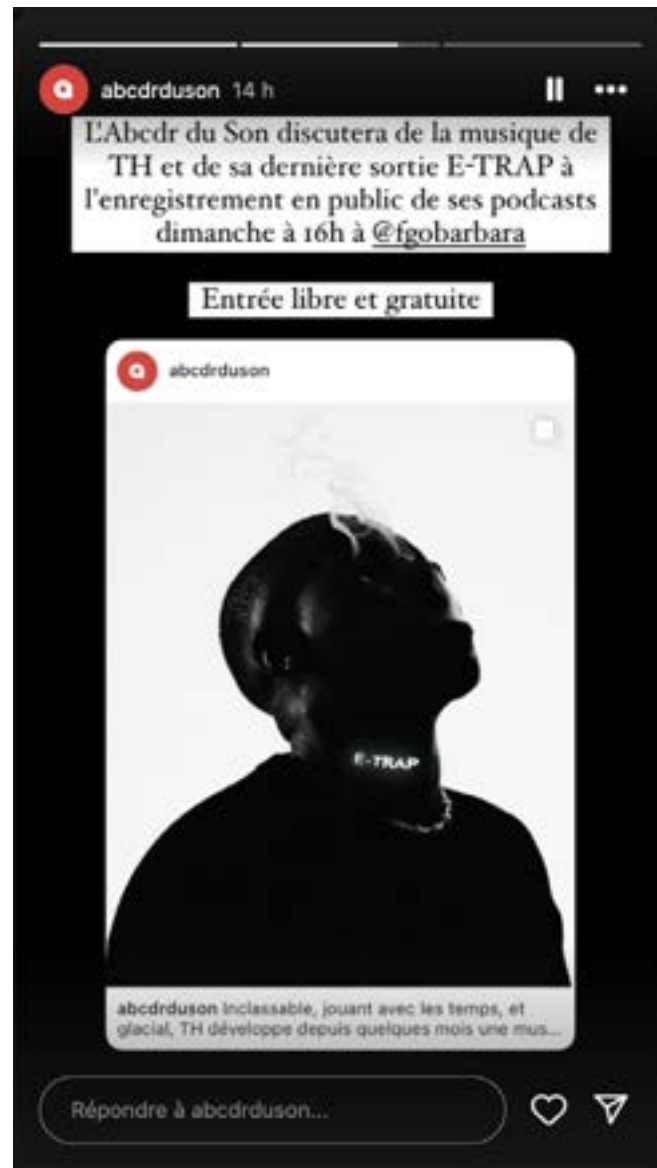 abcdrduson 14 h
L'Abcdr du Son discutera de la musique de
TH et de sa dernière sortie E-TRAP à
l'enregistrement en public de ses podcasts
dimanche à 16h à @fgobarbara
Entrée libre et gratuite
abcdrduson
E-TRAP
abcdrduson Inclassable, jouant avec les temps, et
glacial, TH développe depuis quelques mois une mus...
Répondre à abcdrduson...